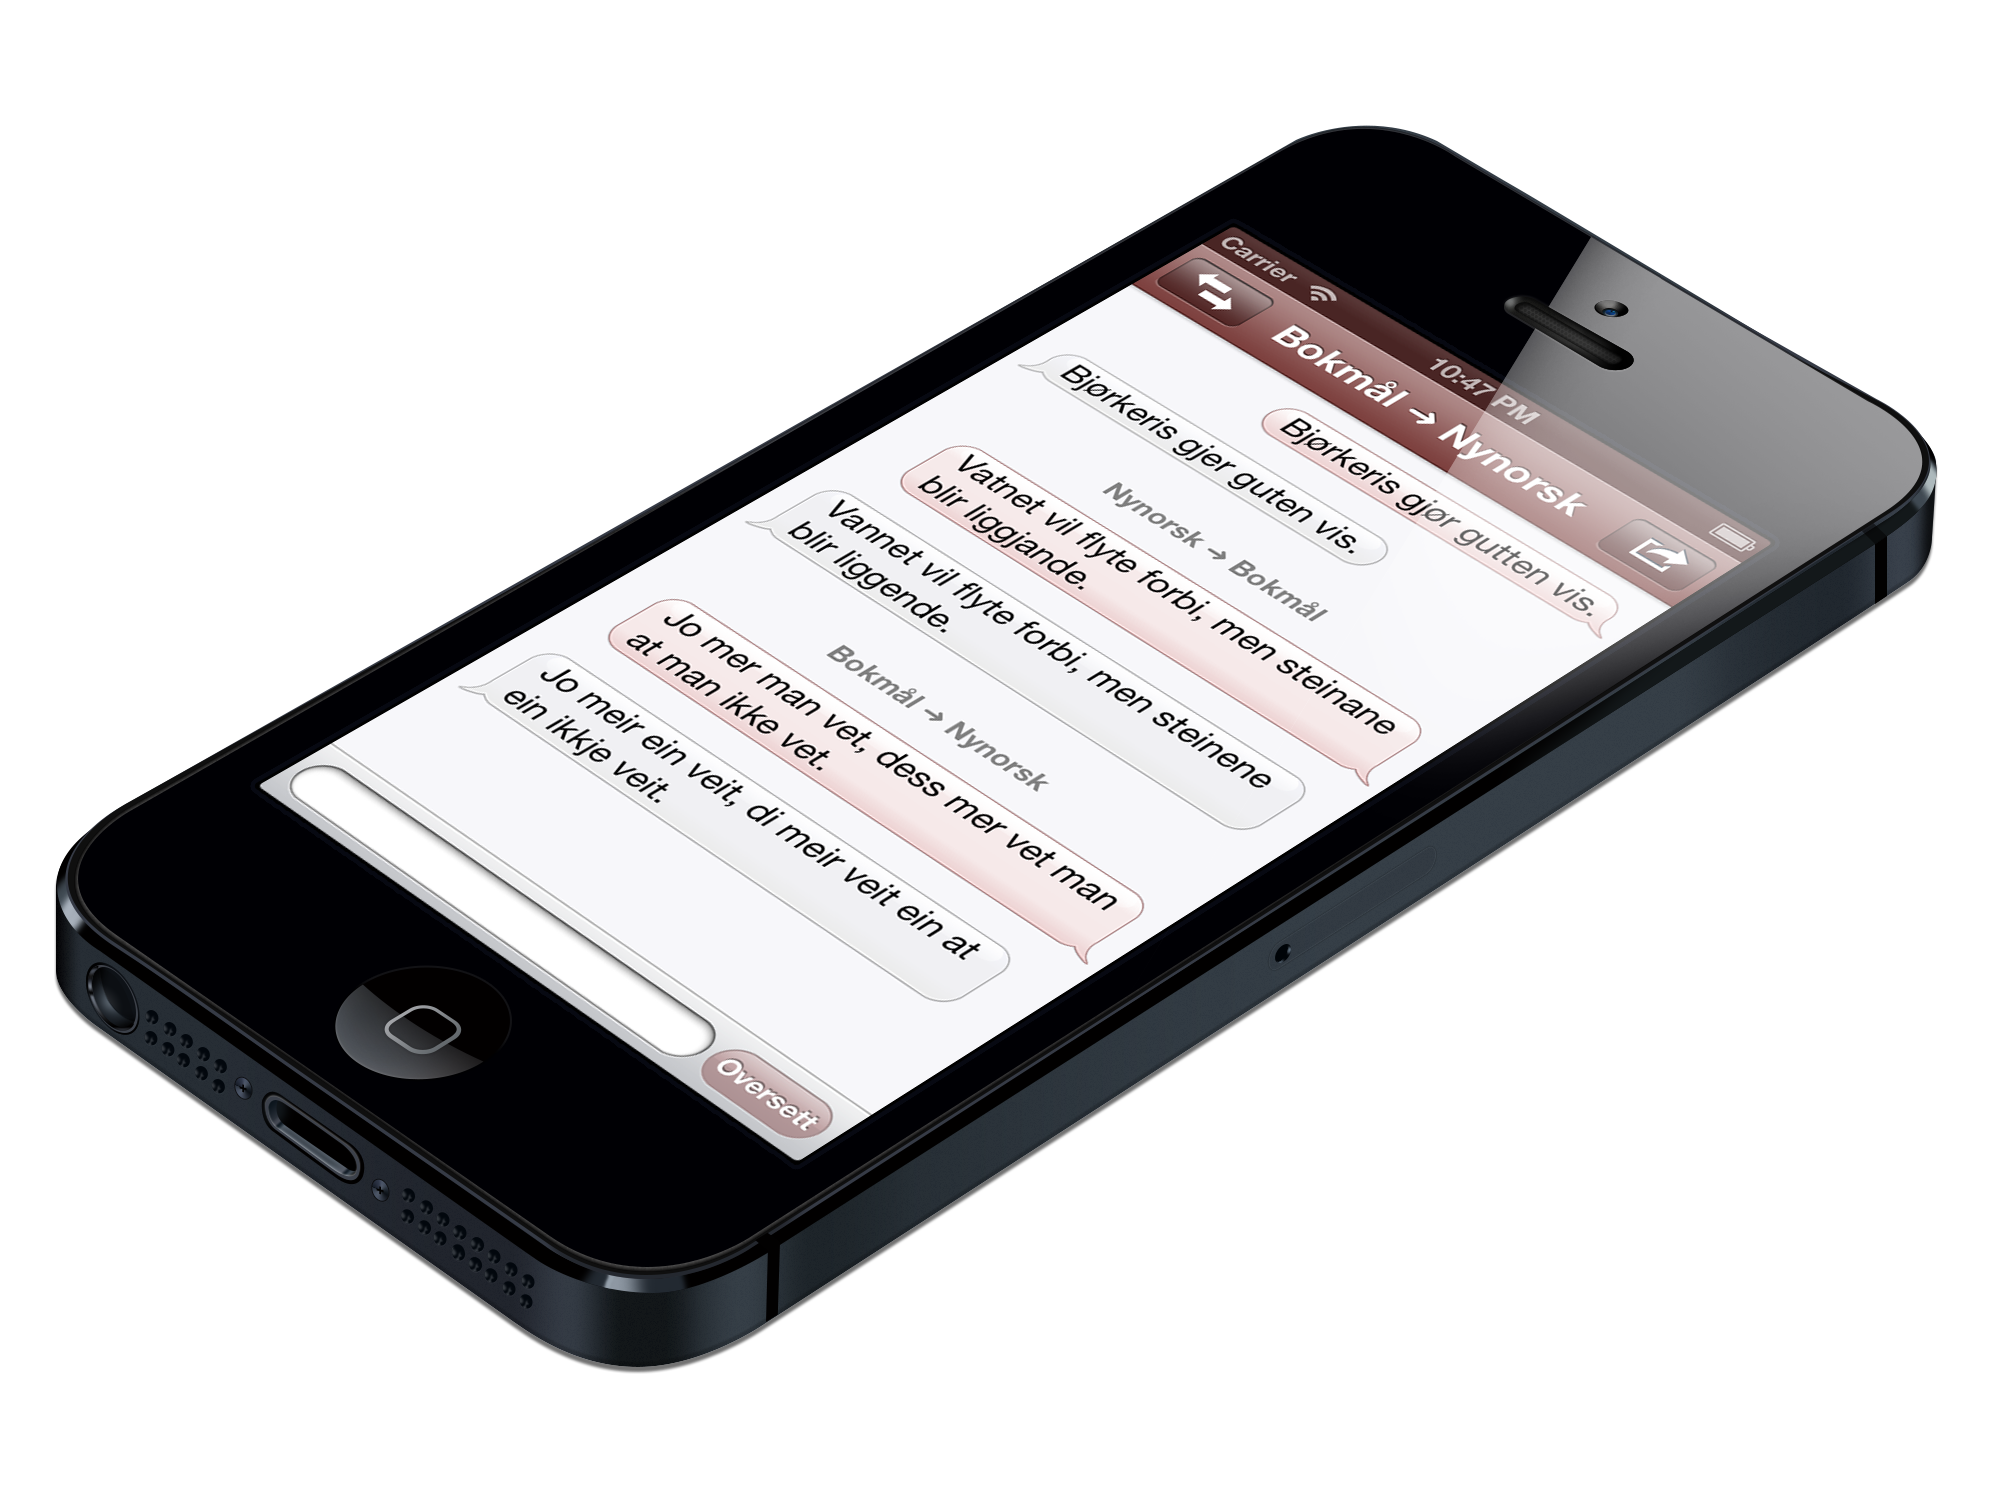 Carrier 10:47 PM
Bokmål → Nynorsk
Bjørkeris gjør gutten vis.
Bjørkeris gjer guten vis.
Nynorsk → Bokmål
Vatnet vil flyte forbi, men steinane
blir liggjande.
Vannet vil flyte forbi, men steinene
blir liggende.
Bokmål → Nynorsk
Jo mer man vet, dess mer vet man
at man ikke vet.
Jo meir ein veit, di meir veit ein at
ein ikkje veit.
Oversett